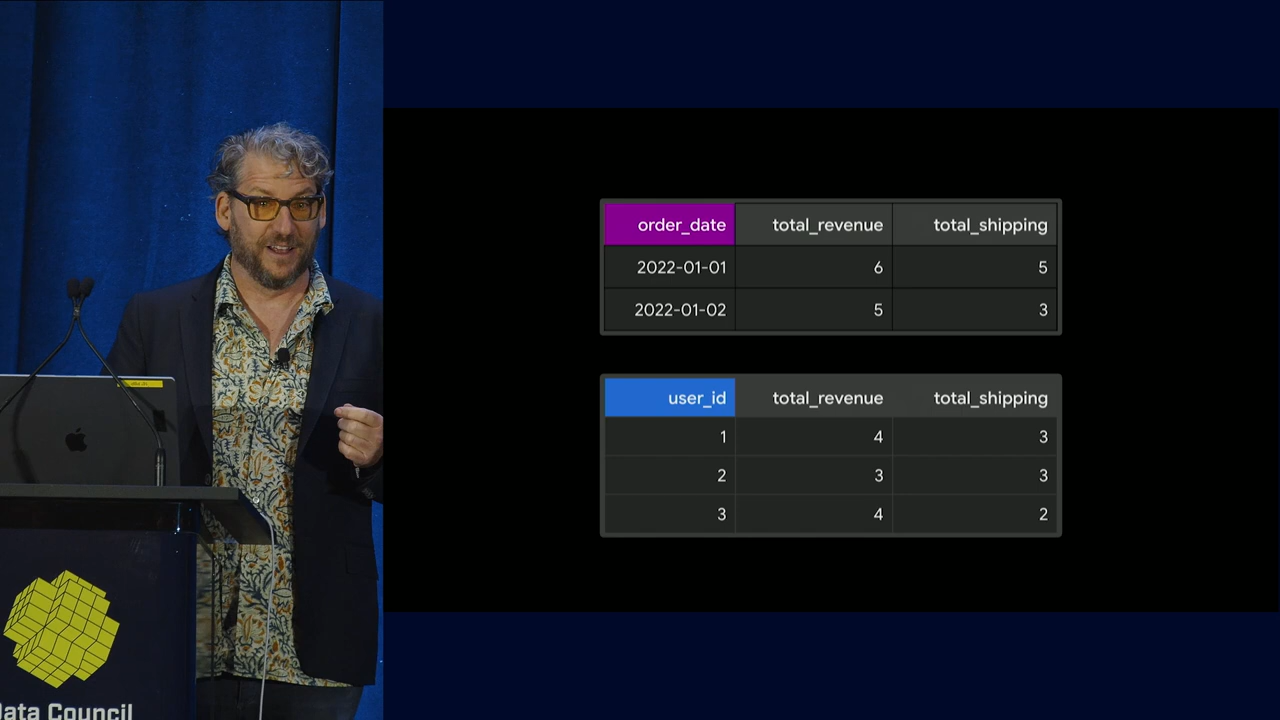 order_date total_revenue total_shipping
2022-01-01 6 5
2022-01-02 5 3
user_id total_revenue total_shipping
1 4 3
2 3 3
3 4 2
Data Council